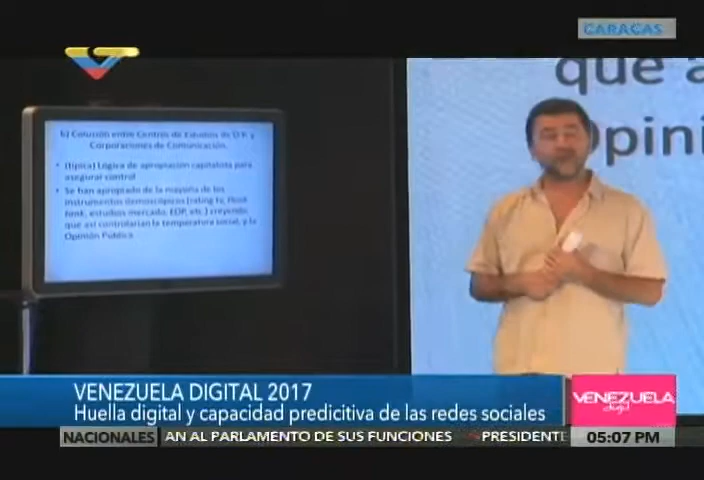 CARACAS
VTV
que a
Opini
b) Colusión entre Centros de Estudios de O.P. y
Corporaciones de Comunicación.
• (típica) Lógica de apropiación capitalista para
asegurar control
• Se han apropiado de la mayoría de los
instrumentos demoscópicos (rating tv,
estudios mercado, EOP, etc.) creyendo
que así controlarían la temperatura social, y la
Opinión Pública.
VENEZUELA DIGITAL 2017
Huella digital y capacidad predicitiva de las redes sociales
VENEZUELA
digital
NACIONALES AN AL PARLAMENTO DE SUS FUNCIONES PRESIDENTE 05:07 PM